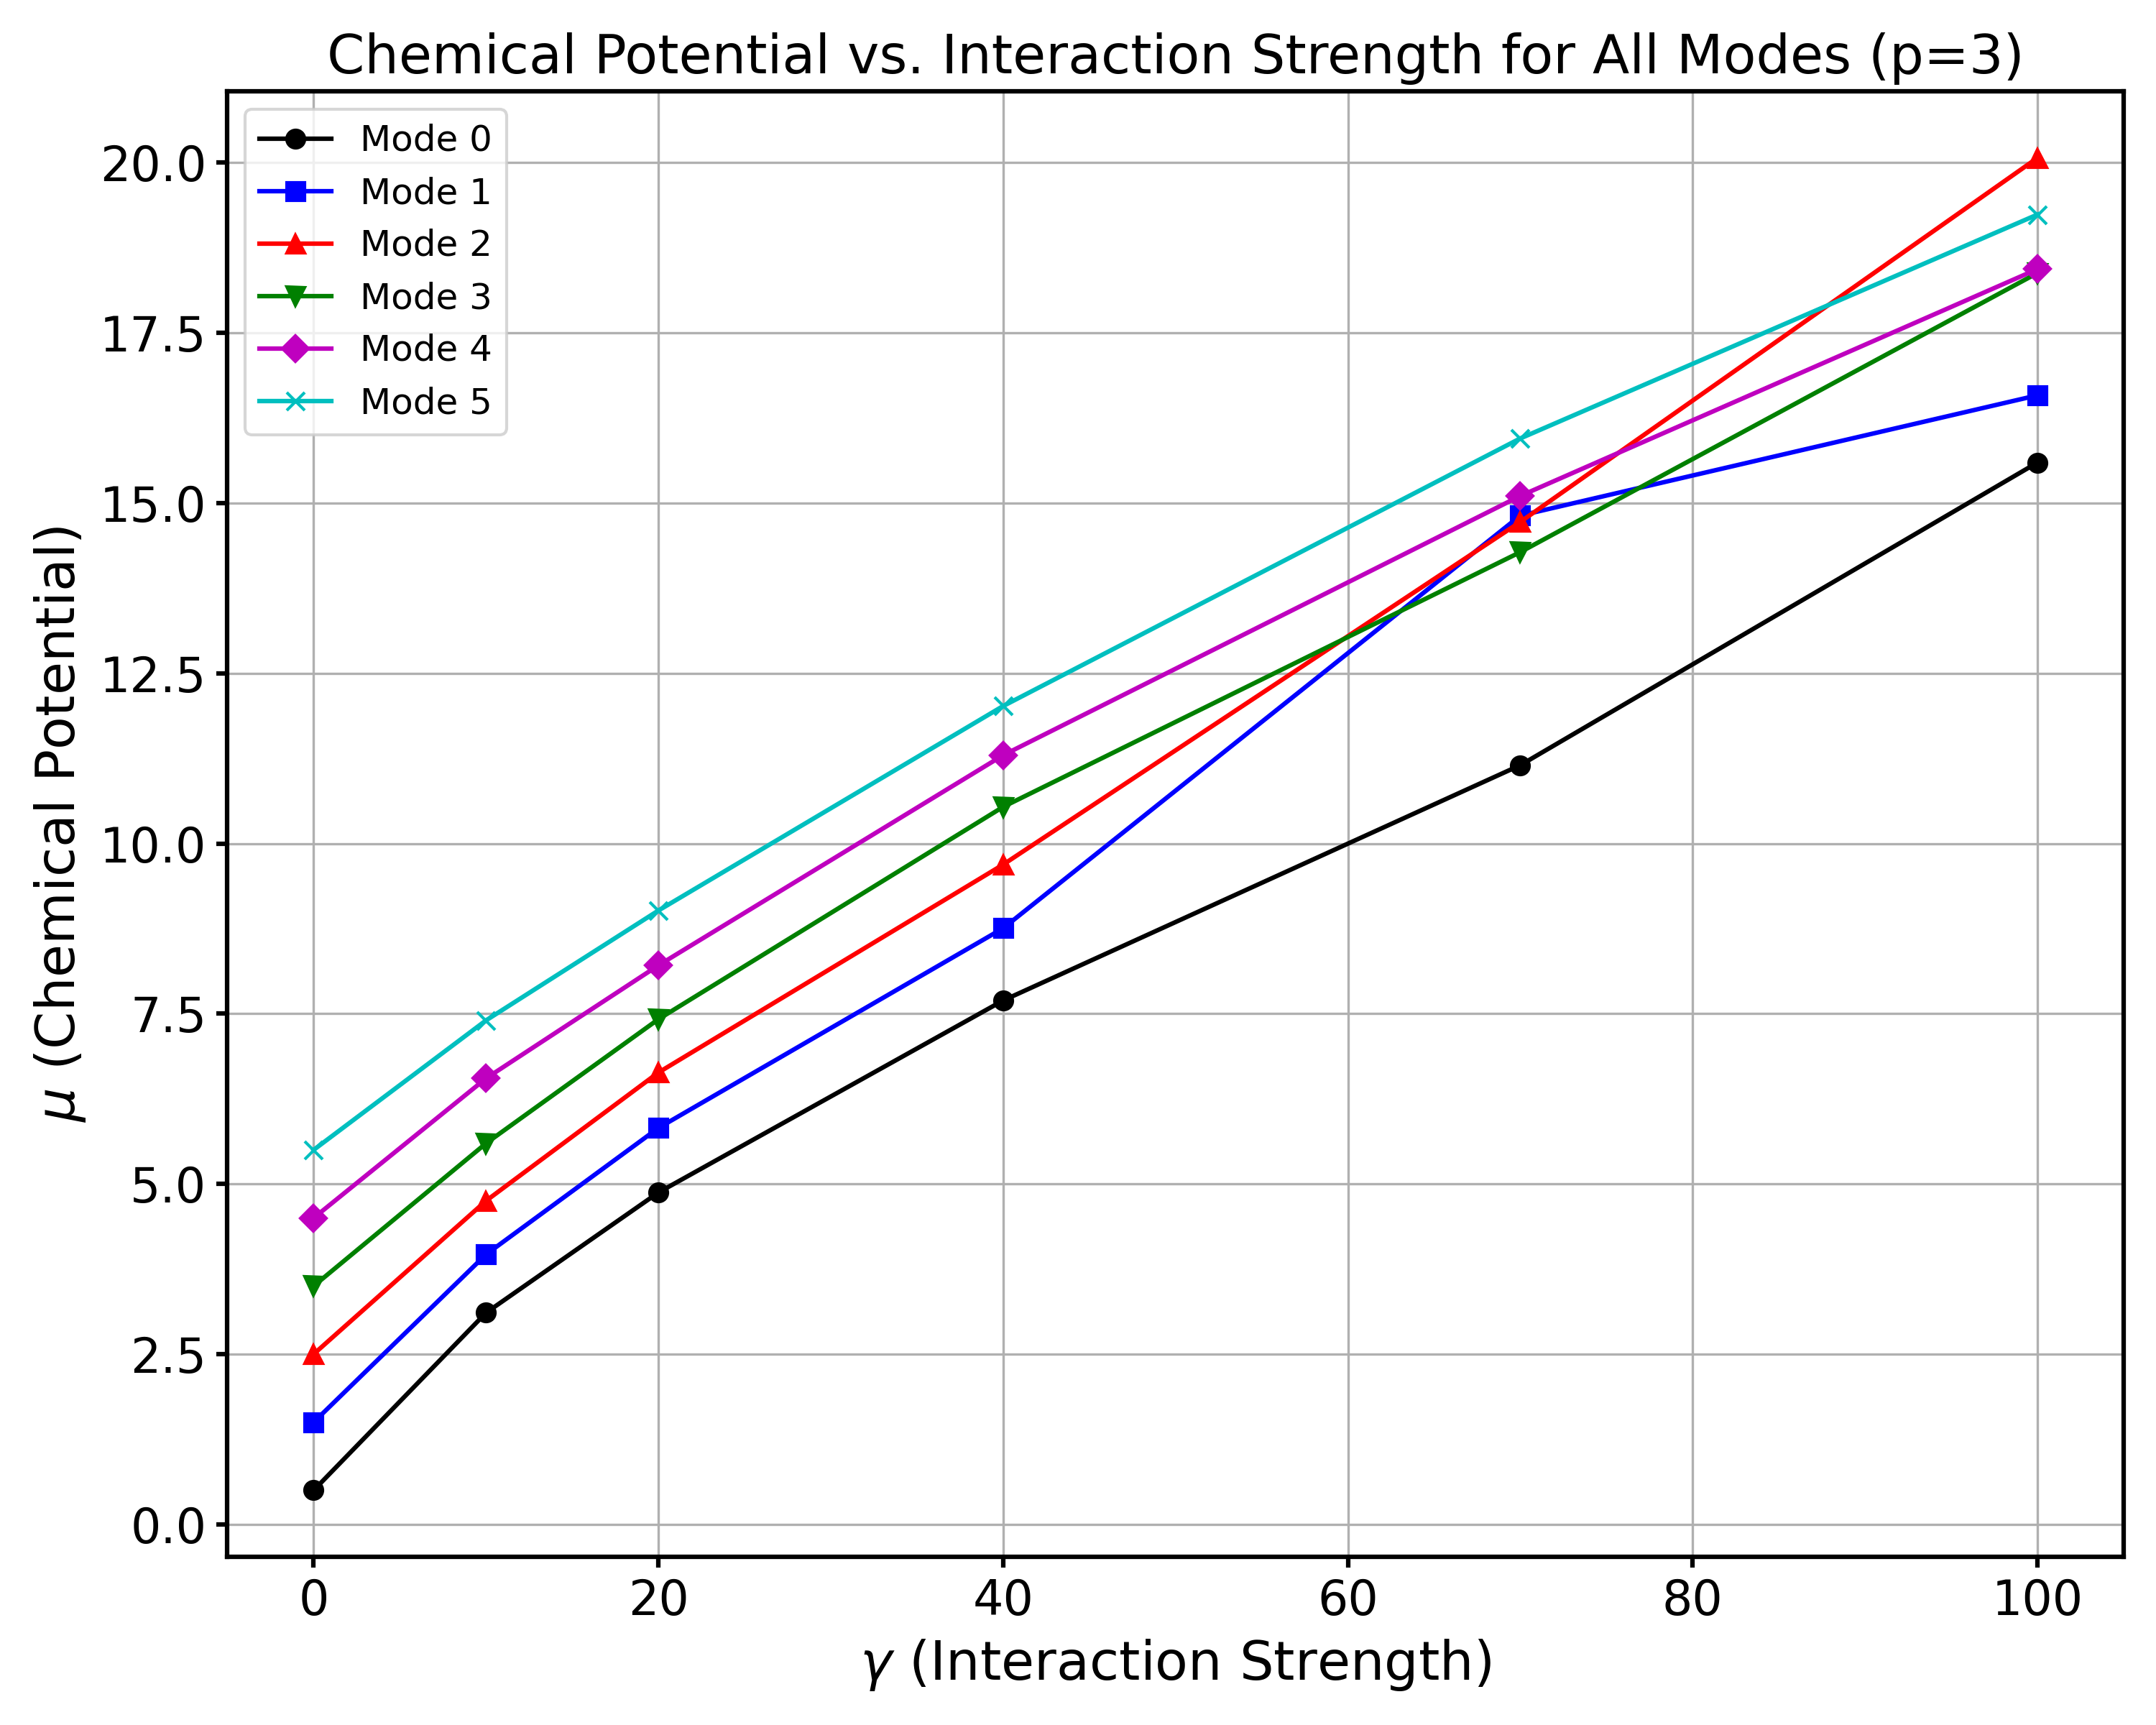 Chemical Potential vs. Interaction Strength for All Modes (p=3)
Mode 0
Mode 1
Mode 2
Mode 3
Mode 4
Mode 5
μ (Chemical Potential)
20.0
17.5
15.0
12.5
10.0
7.5
5.0
2.5
0.0
0 20 40 60 80 100
γ (Interaction Strength)